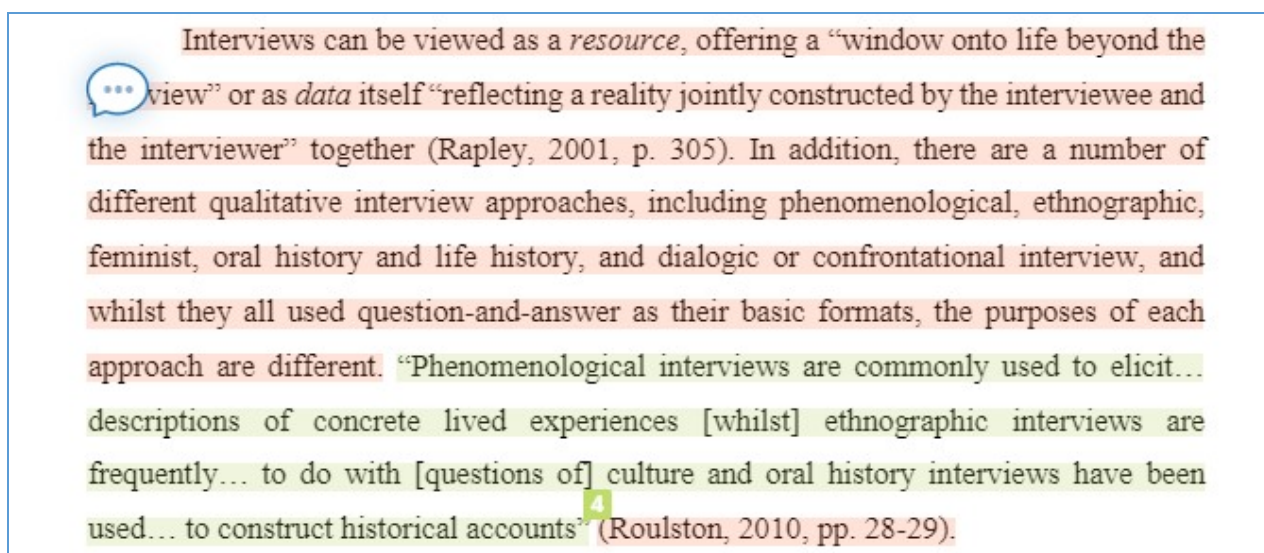 Interviews can be viewed as a resource, offering a “window onto life beyond the
view” or as data itself “reflecting a reality jointly constructed by the interviewee and
the interviewer” together (Rapley, 2001, p. 305). In addition, there are a number of
different qualitative interview approaches, including phenomenological, ethnographic,
feminist, oral history and life history, and dialogic or confrontational interview, and
whilst they all used question-and-answer as their basic formats, the purposes of each
approach are different. “Phenomenological interviews are commonly used to elicit…
descriptions of concrete lived experiences [whilst] ethnographic interviews are
frequently… to do with [questions of] culture and oral history interviews have been
4
used… to construct historical accounts” (Roulston, 2010, pp. 28-29).